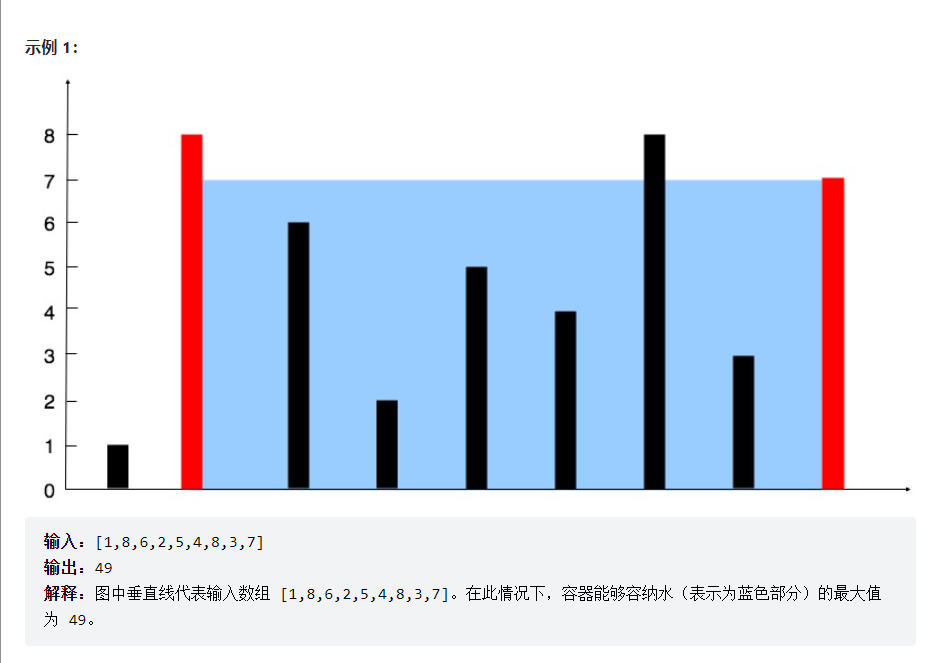 示例 1：
8
7
6
5
4
3
2
1
0
输入：[1,8,6,2,5,4,8,3,7]
输出：49
解释：图中垂直线代表输入数组 [1,8,6,2,5,4,8,3,7]。在此情况下，容器能够容纳水（表示为蓝色部分）的最大值
为 49。